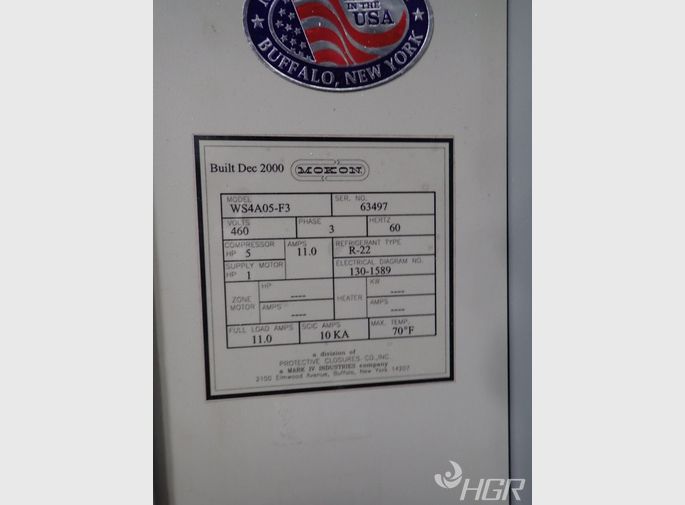 IN THE
USA
BUFFALO, NEW YORK
Built Dec 2000 MOKON
MODEL WS4A05-F3 SER. NO. 63497
VOLTS 460 PHASE 3 HERTZ 60
COMPRESSOR HP 5 AMPS 11.0 REFRIGERANT TYPE R-22
SUPPLY MOTOR HP 1 ELECTRICAL DIAGRAM NO. 130-1589
ZONE MOTOR HP ---- HEATER KW ----
AMPS ---- AMPS ----
FULL LOAD AMPS 11.0 SCIC AMPS 10 KA MAX. TEMP. 70°F
a division of
PROTECTIVE CLOSURES CO., INC.
a MARK IV INDUSTRIES company
2150 Elmwood Avenue, Buffalo, New York 14207
HGR